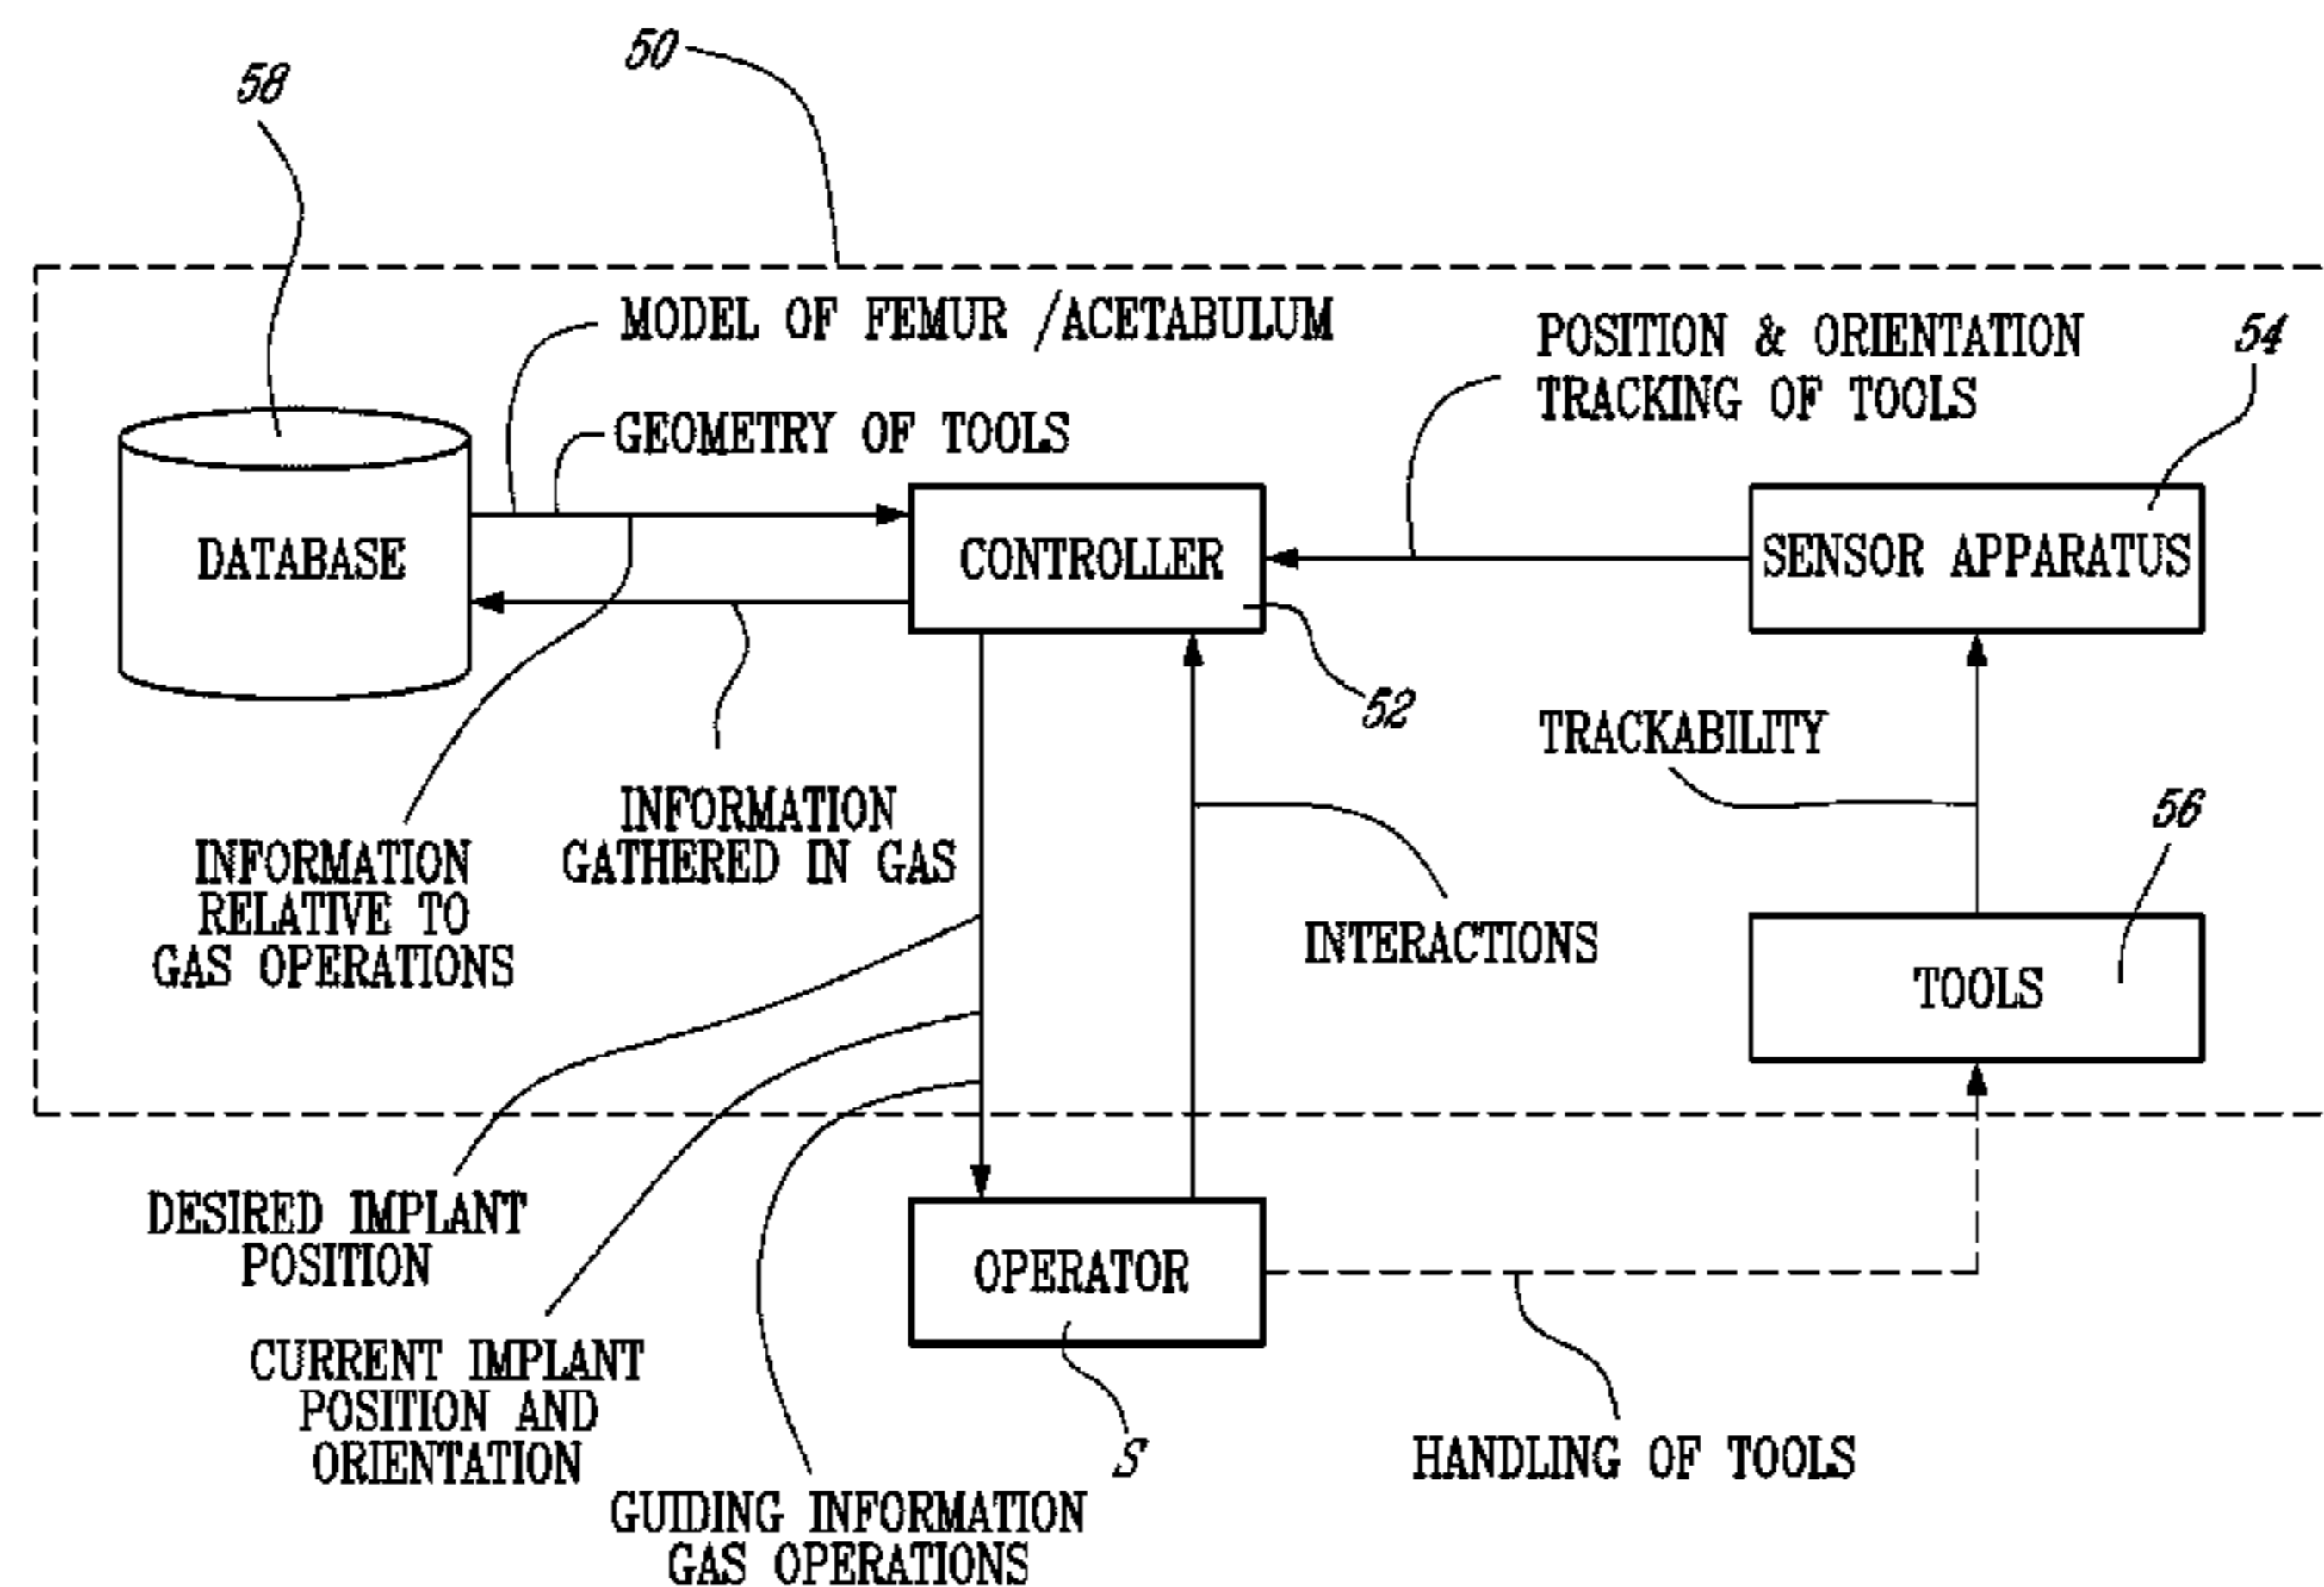 50
58
MODEL OF FEMUR /ACETABULUM
POSITION & ORIENTATION
TRACKING OF TOOLS
54
GEOMETRY OF TOOLS
DATABASE
CONTROLLER
SENSOR APPARATUS
52
TRACKABILITY
INFORMATION
GATHERED IN GAS
56
INFORMATION
RELATIVE TO
GAS OPERATIONS
INTERACTIONS
TOOLS
DESIRED IMPLANT
POSITION
OPERATOR
CURRENT IMPLANT
POSITION AND
ORIENTATION
S
HANDLING OF TOOLS
GUIDING INFORMATION
GAS OPERATIONS